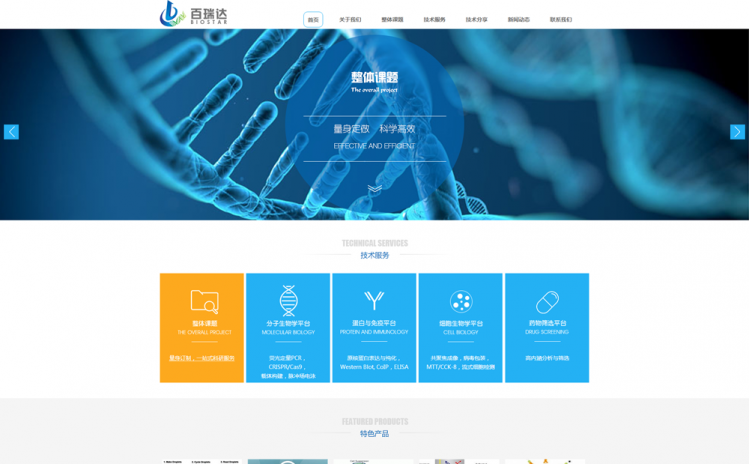 百瑞达
BIOSTAR
首页 关于我们 整体课题 技术服务 技术分享 新闻动态 联系我们
整体课题
The overall project
量身定做 科学高效
EFFECTIVE AND EFFICIENT
TECHNICAL SERVICES
技术服务
整体课题
THE OVERALL PROJECT
量身订制，一站式科研服务
分子生物学平台
MOLECULAR BIOLOGY
荧光定量PCR，
CRISPR/Cas9，
载体构建，脉冲场电泳
蛋白与免疫平台
PROTEIN AND IMMUNOLOGY
原核蛋白表达与纯化，
Western Blot, CoIP，ELISA
细胞生物学平台
CELL BIOLOGY
共聚焦成像，病毒包装，
MTT/CCK-8，流式细胞检测
药物筛选平台
DRUG SCREENING
高内涵分析与筛选
FEATURED PRODUCTS
特色产品